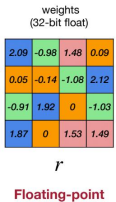 weights
(32-bit float)
2.09 -0.98 1.48 0.09
0.05 -0.14 -1.08 2.12
-0.91 1.92 0 -1.03
1.87 0 1.53 1.49
r
Floating-point